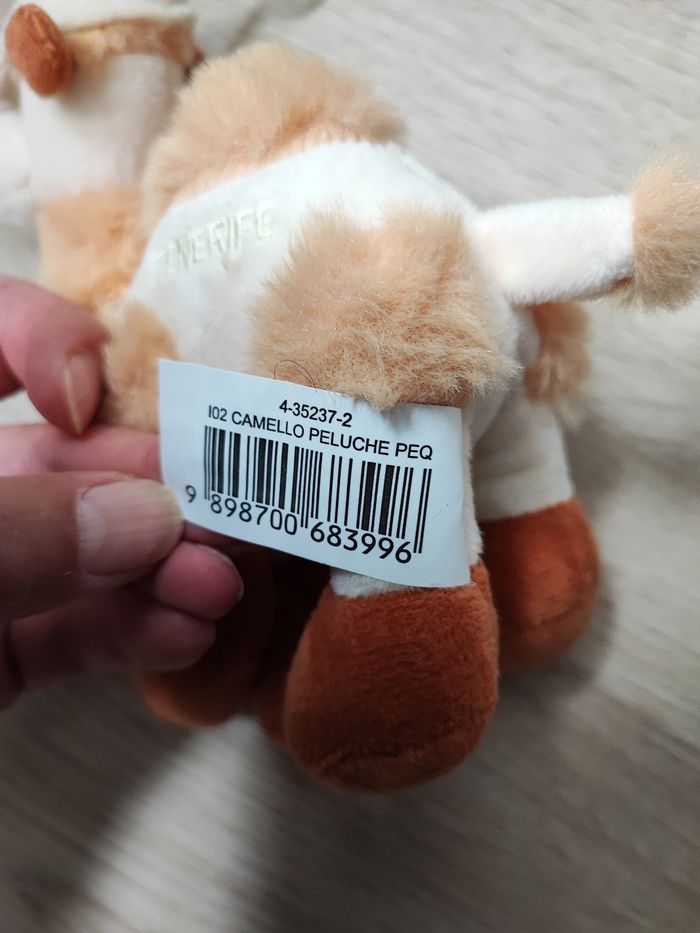 TENERIFE
4-35237-2
I02 CAMELLO PELUCHE PEQ
9 898700 683996